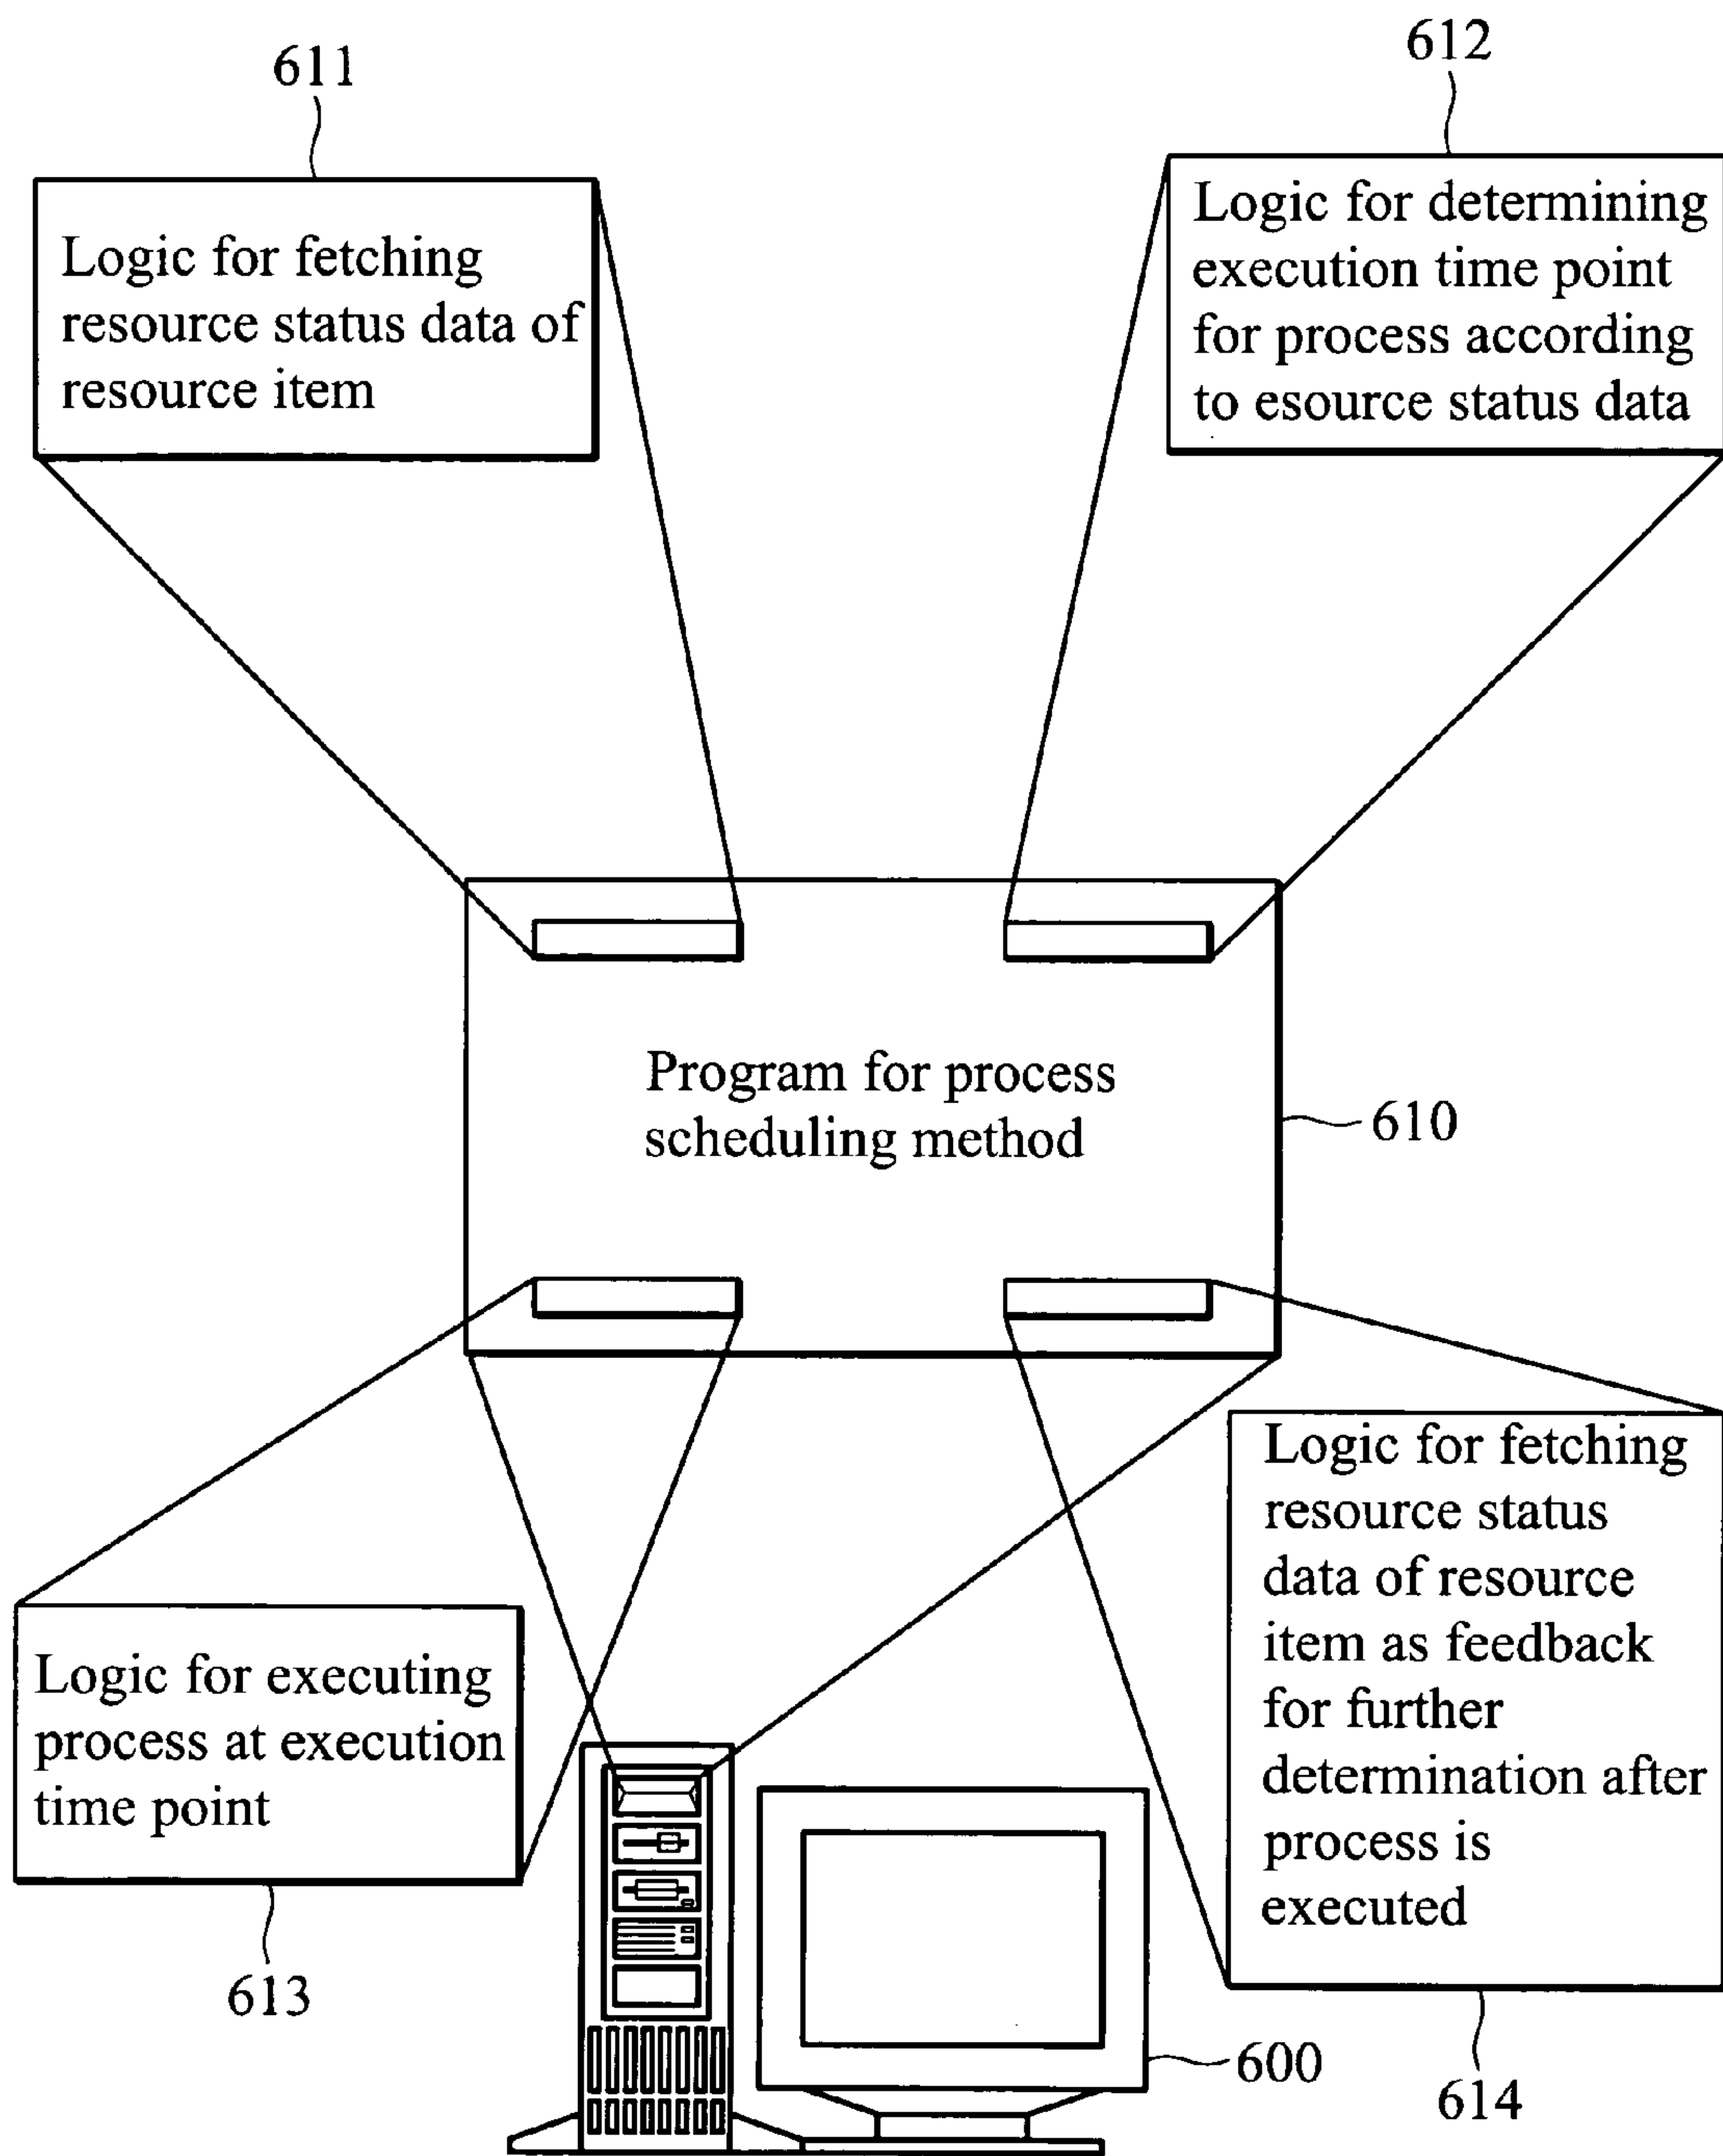 611
612
Logic for fetching
resource status data of
resource item
Logic for determining
execution time point
for process according
to esource status data
Program for process
scheduling method
610
Logic for executing
process at execution
time point
613
Logic for fetching
resource status
data of resource
item as feedback
for further
determination after
process is
executed
600
614